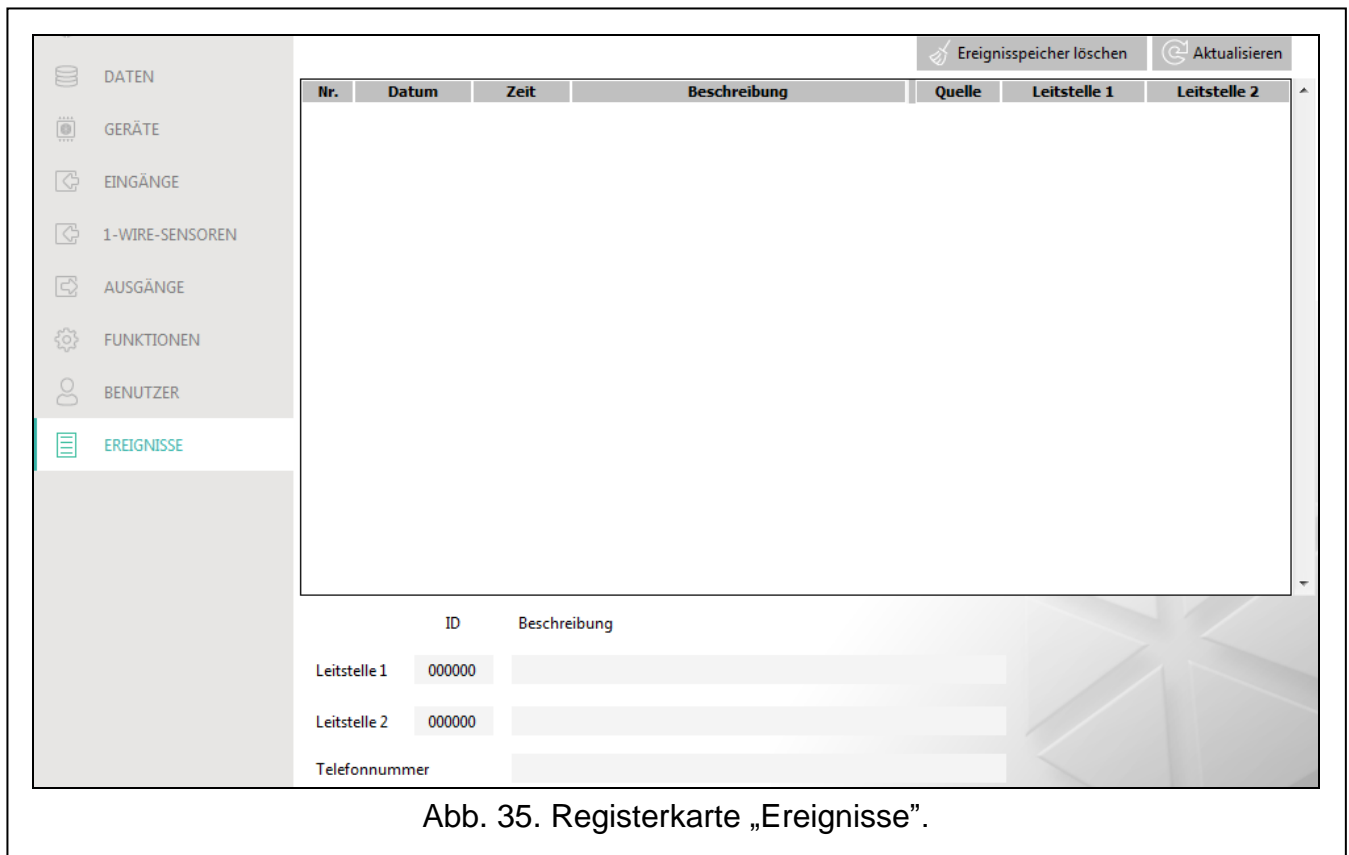 Ereignisspeicher löschen Aktualisieren
DATEN
GERÄTE
EINGÄNGE
1-WIRE-SENSOREN
AUSGÄNGE
FUNKTIONEN
BENUTZER
EREIGNISSE
Nr. Datum Zeit Beschreibung Quelle Leitstelle 1 Leitstelle 2
ID Beschreibung
Leitstelle 1 000000
Leitstelle 2 000000
Telefonnummer
Abb. 35. Registerkarte „Ereignisse”.